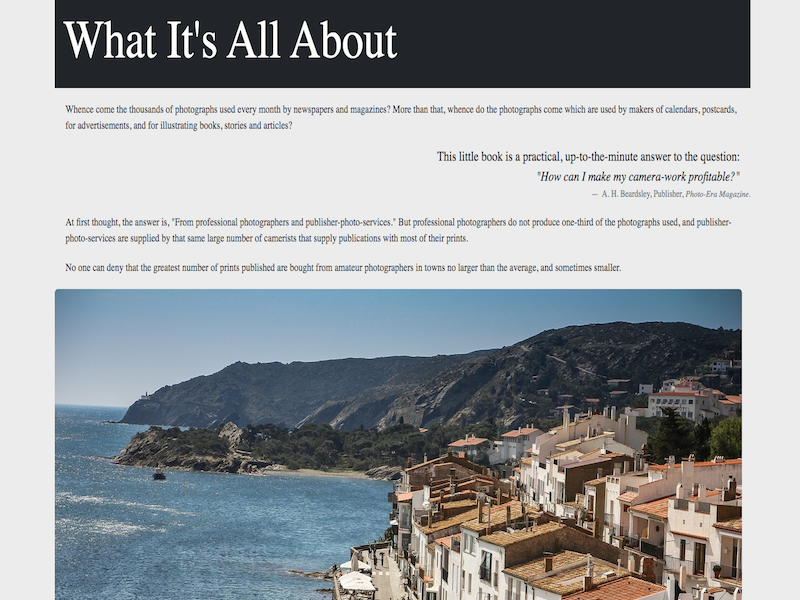 What It's All About
Whence come the thousands of photographs used every month by newspapers and magazines? More than that, whence do the photographs come which are used by makers of calendars, postcards,
for advertisements, and for illustrating books, stories and articles?
This little book is a practical, up-to-the-minute answer to the question:
"How can I make my camera-work profitable?"
— A. H. Beardsley, Publisher, Photo-Era Magazine.
At first thought, the answer is, "From professional photographers and publisher-photo-services." But professional photographers do not produce one-third of the photographs used, and publisher-
photo-services are supplied by that same large number of camerists that supply publications with most of their prints.
No one can deny that the greatest number of prints published are bought from amateur photographers in towns no larger than the average, and sometimes smaller.